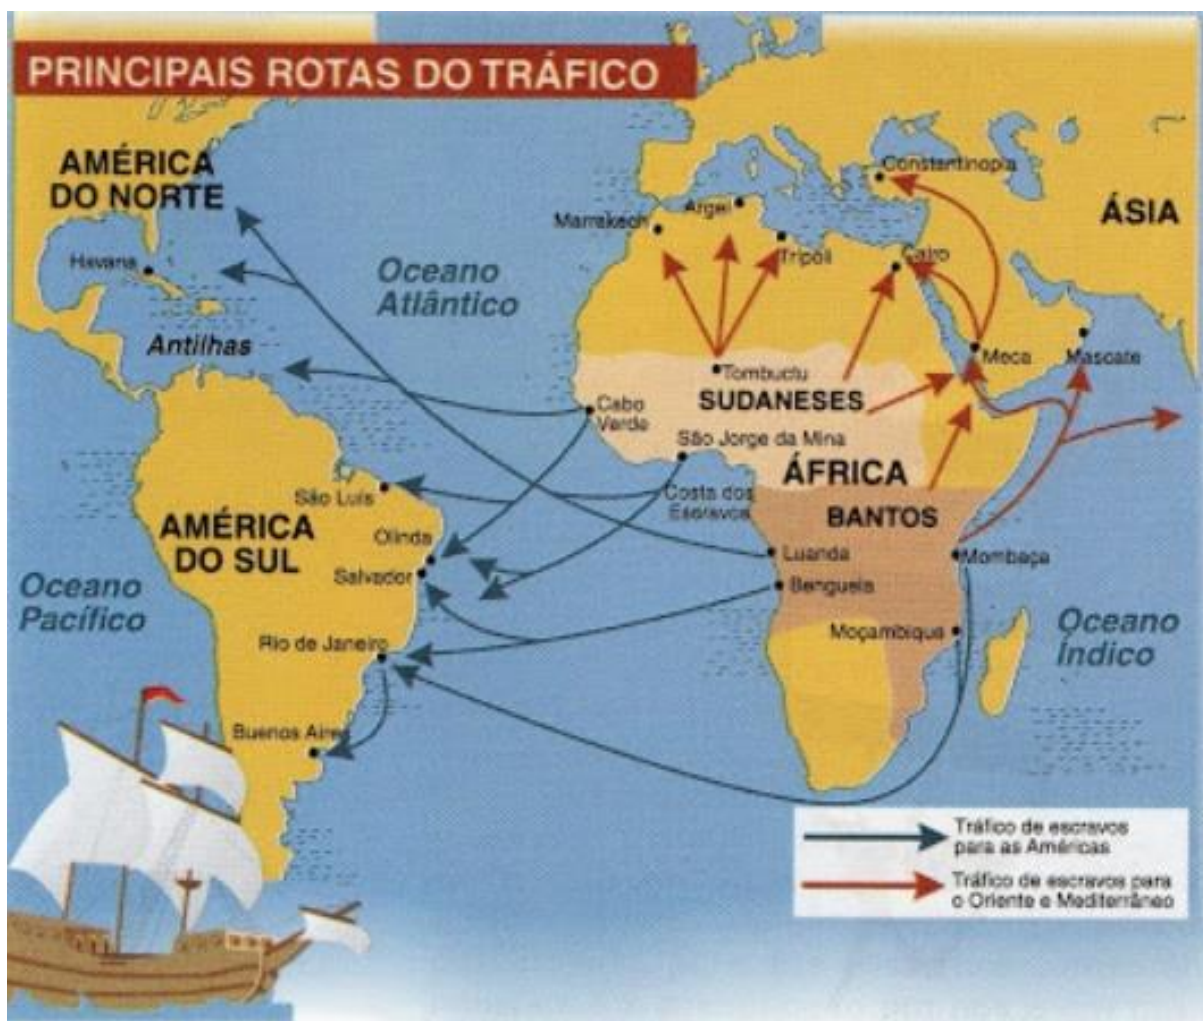 PRINCIPAIS ROTAS DO TRÁFICO
AMÉRICA
DO NORTE
Havana
Antilhas
Oceano
Atlântico
Marrakech
Argel
Trípoli
Constantinopla
Cairo
ÁSIA
Meca
Mascate
Tombuctu
SUDANESES
Cabo
Verde
São Jorge da Mina
ÁFRICA
Costa dos
Escravos
BANTOS
São Luís
AMÉRICA
DO SUL
Olinda
Salvador
Luanda
Mombaça
Benguela
Oceano
Pacífico
Rio de Janeiro
Moçambique
Oceano
Índico
Buenos Aires
Tráfico de escravos
para as Américas
Tráfico de escravos para
o Oriente e Mediterrâneo